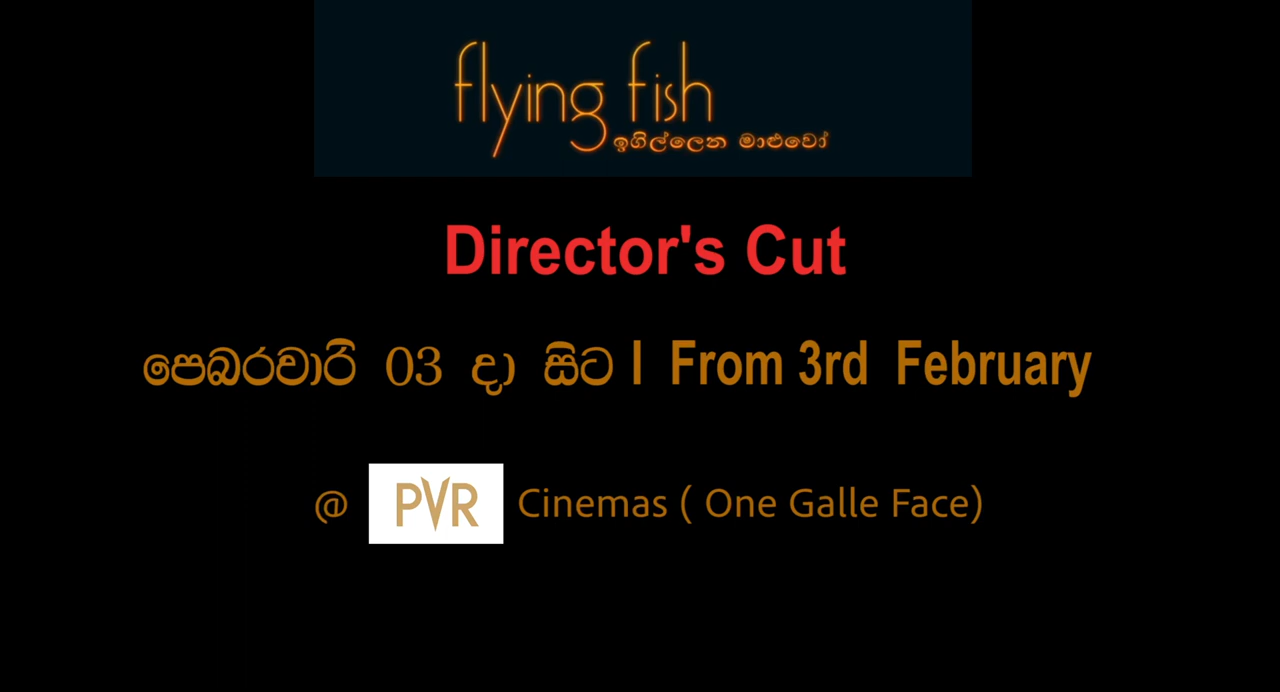 flying fish
ඉගිල්ලෙන මාළුවෝ
Director's Cut
පෙබරවාරි 03 දා සිට l From 3rd February
@ PVR Cinemas ( One Galle Face)